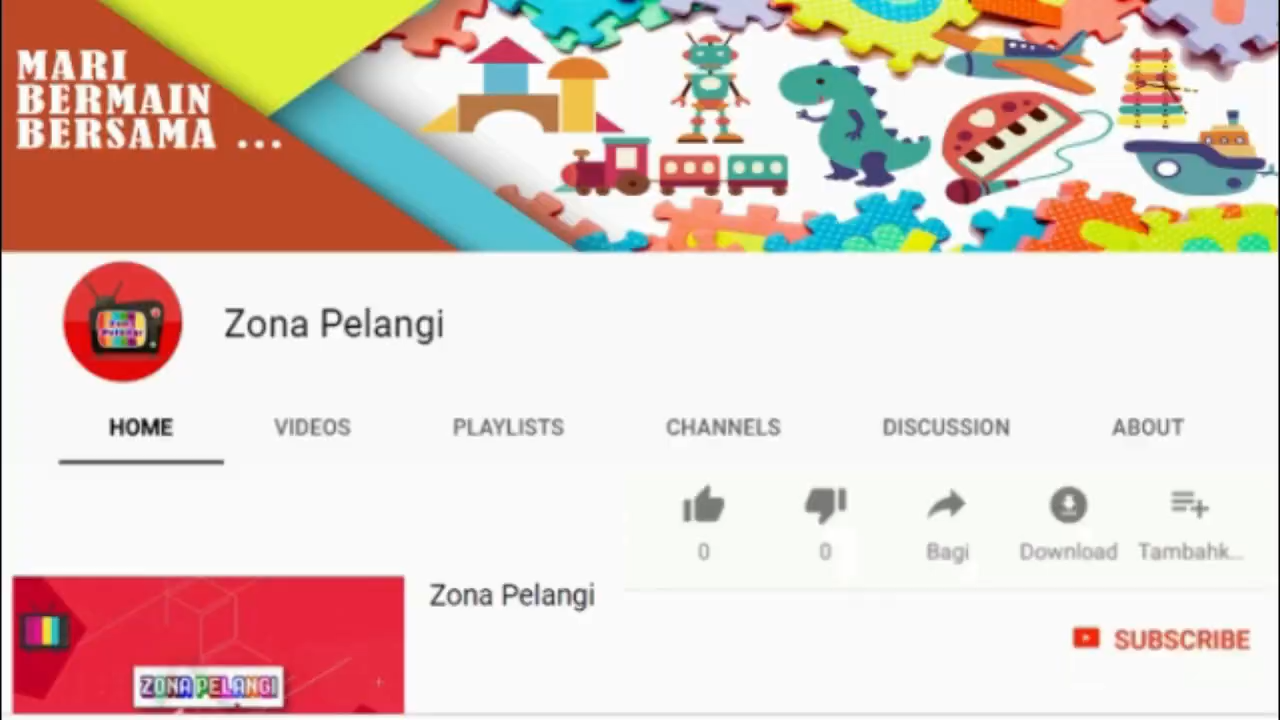 MARI
BERMAIN
BERSAMA ...
Zona Pelangi
HOME VIDEOS PLAYLISTS CHANNELS DISCUSSION ABOUT
0 0 Bagi Download Tambahk...
Zona Pelangi
SUBSCRIBE
ZONA PELANGI